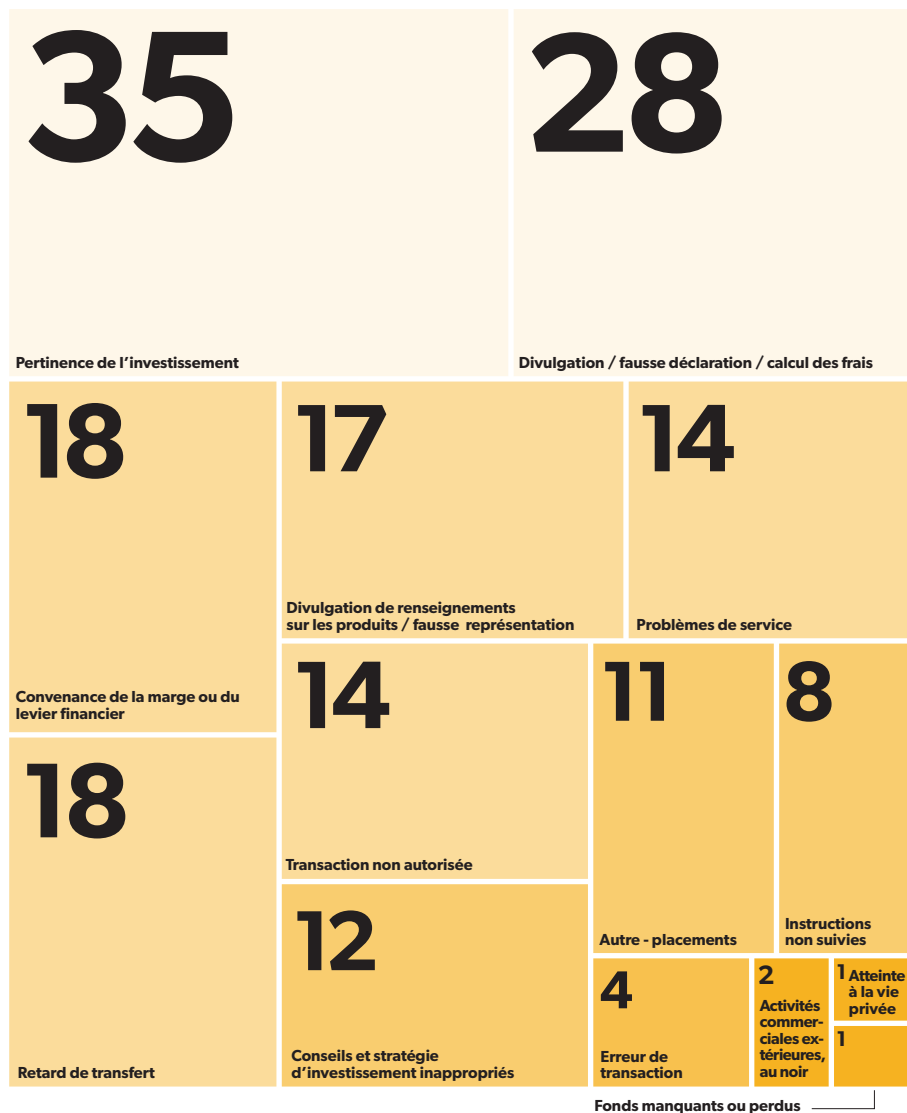 35
Pertinence de l’investissement
28
Divulgation / fausse déclaration / calcul des frais
18
Convenance de la marge ou du
levier financier
17
Divulgation de renseignements
sur les produits / fausse représentation
14
Problèmes de service
18
Retard de transfert
14
Transaction non autorisée
12
Conseils et stratégie
d’investissement inappropriés
11
Autre - placements
8
Instructions
non suivies
4
Erreur de
transaction
2
Activités
commer-
ciales ex-
térieures,
au noir
1 Atteinte
à la vie
privée
1
Fonds manquants ou perdus